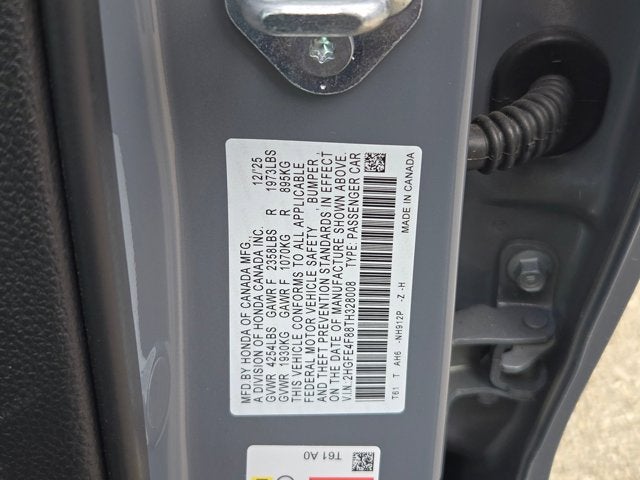 MFD BY HONDA OF CANADA MFG. 12/25
A DIVISION OF HONDA CANADA INC.
GVWR 4254LBS GAWR F 2358LBS R 1973LBS
GVWR 1930KG GAWR F 1070KG R 895KG
THIS VEHICLE CONFORMS TO ALL APPLICABLE
FEDERAL MOTOR VEHICLE SAFETY, BUMPER,
AND THEFT PREVENTION STANDARDS IN EFFECT
ON THE DATE OF MANUFACTURE SHOWN ABOVE.
V.I.N.:2HGFE4F88TH328008 TYPE: PASSENGER CAR
T61 T AH6 -NH912P -Z -H MADE IN CANADA
T61 A0